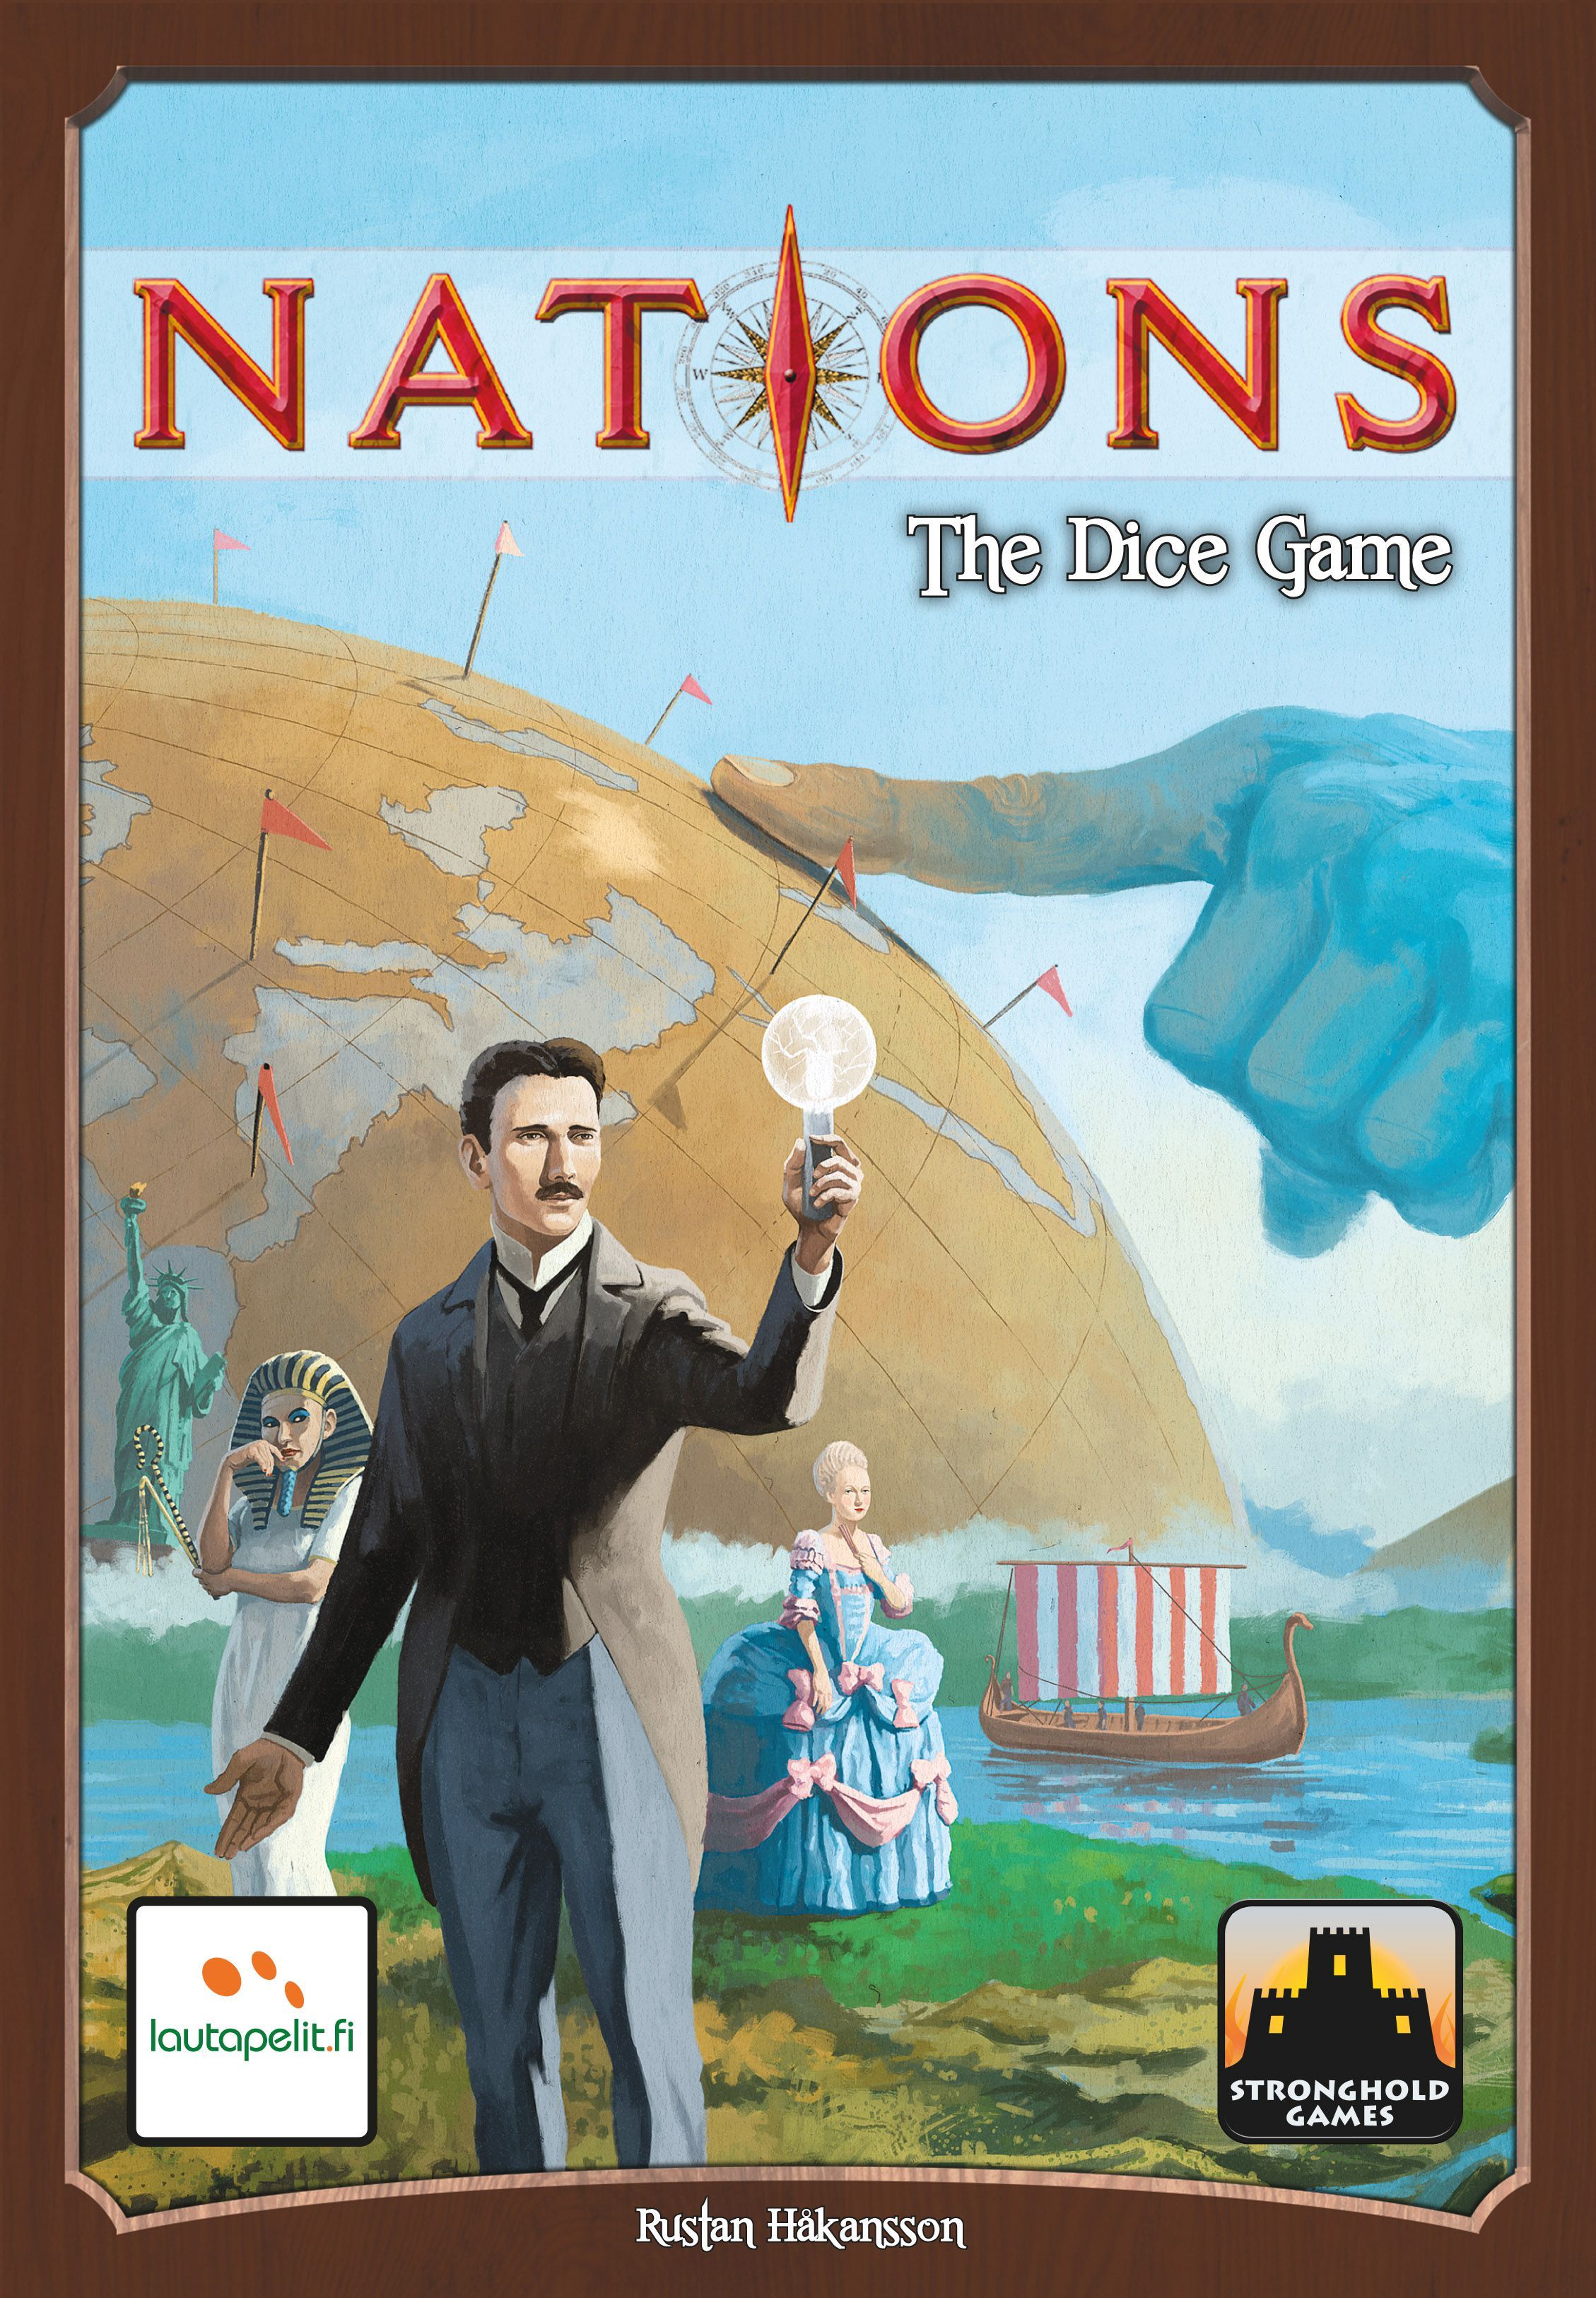 NATIONS
W
The Dice Game
lautapelit.fi
STRONGHOLD
GAMES
Rustan Håkansson